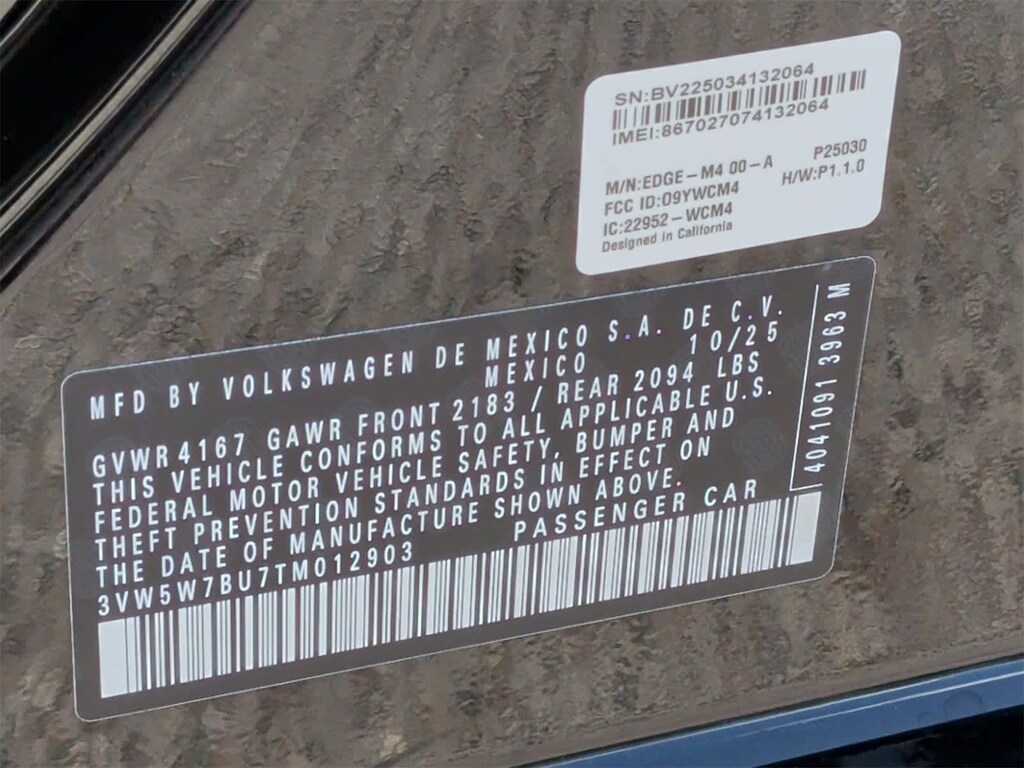 SN:BV225034132064
IMEI:867027074132064
M/N:EDGE-M4 00-A P25030
FCC ID:09YWCM4 H/W:P1.1.0
IC:22952-WCM4
Designed in California
MFD BY VOLKSWAGEN DE MEXICO S.A. DE C.V.
MEXICO 10/25
GVWR 4167 GAWR FRONT 2183 / REAR 2094 LBS
THIS VEHICLE CONFORMS TO ALL APPLICABLE U.S.
FEDERAL MOTOR VEHICLE SAFETY, BUMPER AND
THEFT PREVENTION STANDARDS IN EFFECT ON
THE DATE OF MANUFACTURE SHOWN ABOVE.
3VW5W7BU7TM012903 PASSENGER CAR
4041091 3963 M